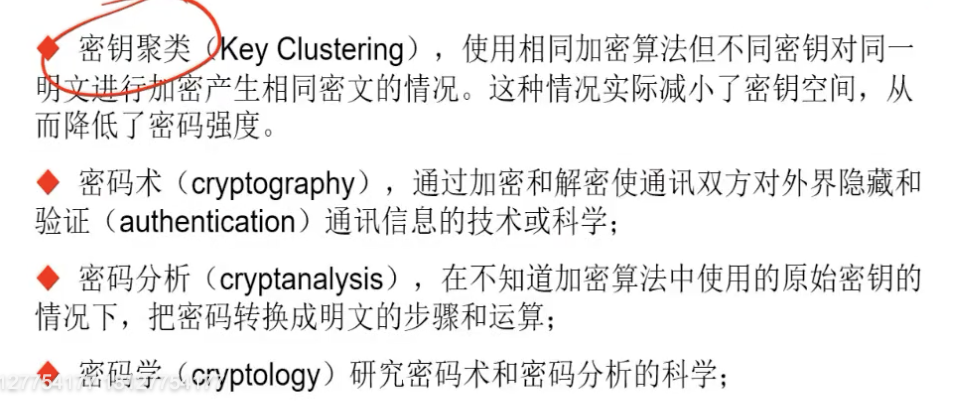 ◆ 密钥聚类（Key Clustering），使用相同加密算法但不同密钥对同一
明文进行加密产生相同密文的情况。这种情况实际减小了密钥空间，从
而降低了密码强度。
◆ 密码术（cryptography），通过加密和解密使通讯双方对外界隐藏和
验证（authentication）通讯信息的技术或科学；
◆ 密码分析（cryptanalysis），在不知道加密算法中使用的原始密钥的
情况下，把密码转换成明文的步骤和运算；
◆ 密码学（cryptology）研究密码术和密码分析的科学；